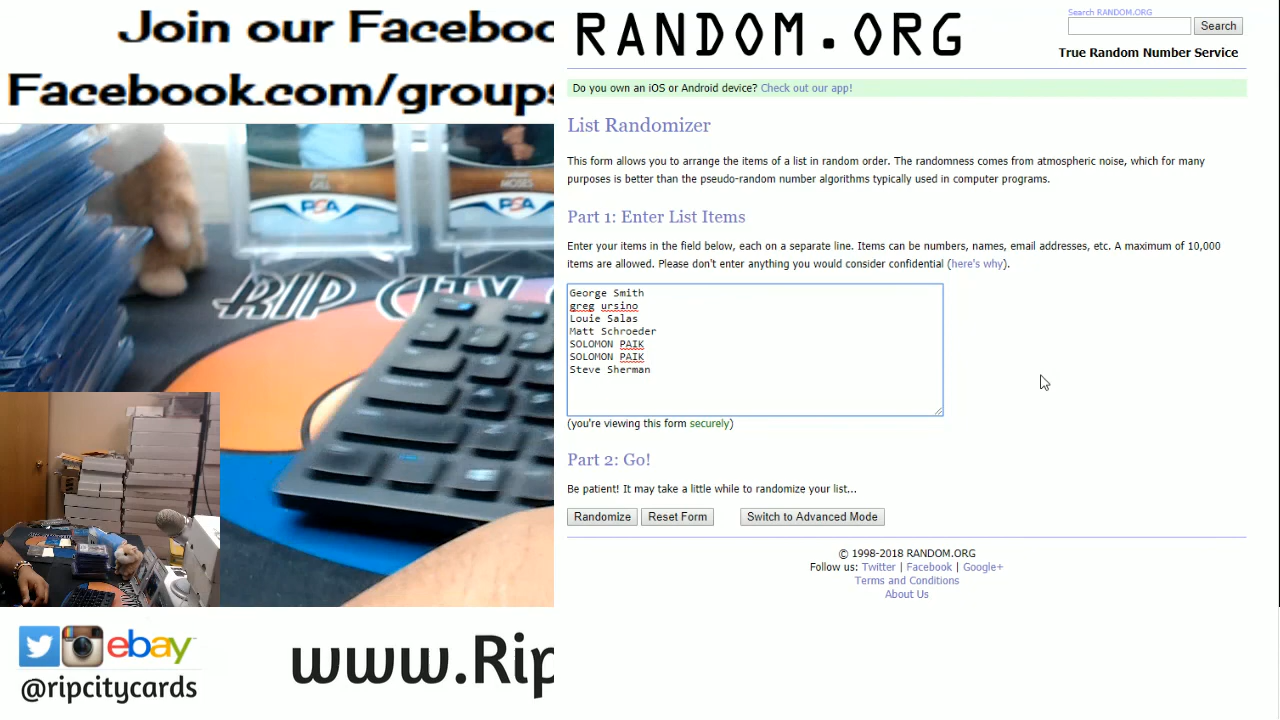 Join our Faceboo
Facebook.com/groups
GILL
PSA
MOSES
PSA
RIP CITY
@ripcitycards
ebay
www.Rip
RANDOM.ORG
Search RANDOM.ORG
Search
True Random Number Service
Do you own an iOS or Android device? Check out our app!
List Randomizer
This form allows you to arrange the items of a list in random order. The randomness comes from atmospheric noise, which for many
purposes is better than the pseudo-random number algorithms typically used in computer programs.
Part 1: Enter List Items
Enter your items in the field below, each on a separate line. Items can be numbers, names, email addresses, etc. A maximum of 10,000
items are allowed. Please don't enter anything you would consider confidential (here's why).
George Smith
greg ursino
Louie Salas
Matt Schroeder
SOLOMON PAIK
SOLOMON PAIK
Steve Sherman
(you're viewing this form securely)
Part 2: Go!
Be patient! It may take a little while to randomize your list...
Randomize
Reset Form
Switch to Advanced Mode
© 1998-2018 RANDOM.ORG
Follow us: Twitter | Facebook | Google+
Terms and Conditions
About Us